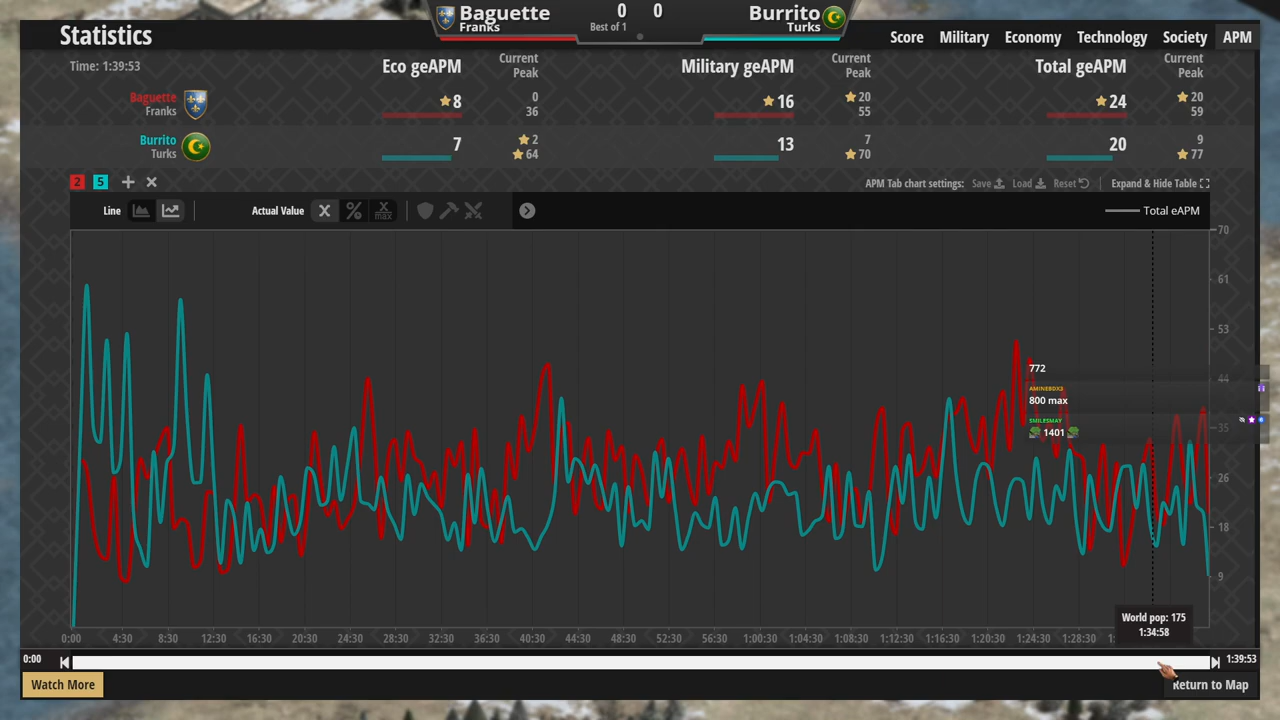 Baguette 0 0 Burrito
Franks Best of 1 Turks
Statistics Score Military Economy Technology Society APM
Time: 1:39:53 Eco geAPM Current Peak Military geAPM Current Peak Total geAPM Current Peak
Baguette 8 0 16 20 24 20
Franks 36 55 59
Burrito 7 2 13 7 20 9
Turks 64 70 77
2 5 APM Tab chart settings: Save Load Reset Expand & Hide Table
Line Actual Value X % X max Total eAPM
70
61
53
44
35
26
18
9
772
AMINEBDX3
800 max
SMILESMAY
1401
World pop: 175
1:34:58
0:00 4:30 8:30 12:30 16:30 20:30 24:30 28:30 32:30 36:30 40:30 44:30 48:30 52:30 56:30 1:00:30 1:04:30 1:08:30 1:12:30 1:16:30 1:20:30 1:24:30 1:28:30
0:00 1:39:53
Watch More Return to Map